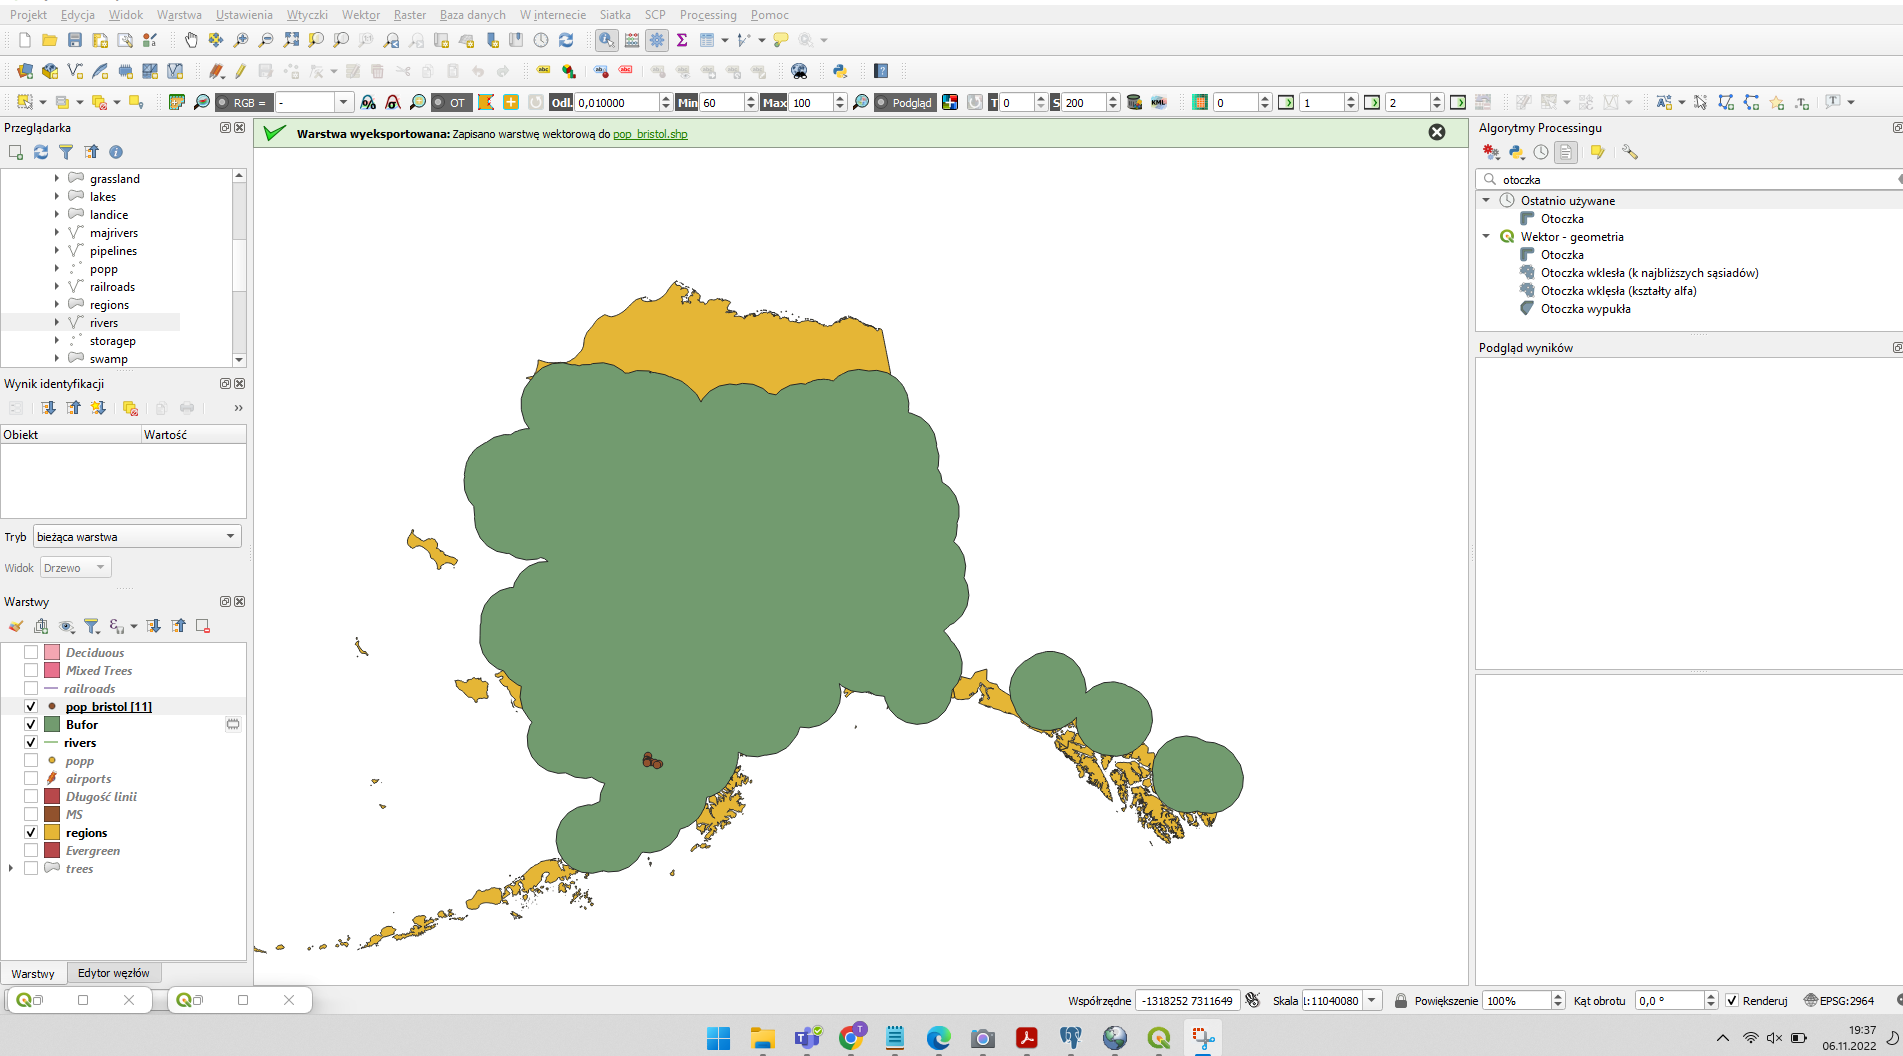 Projekt Edycja Widok Warstwa Ustawienia Wtyczki Wektor Raster Baza danych W internecie Siatka SCP Processing Pomoc
RGB = - OT Odl. 0,010000 Min 60 Max 100 Podgląd T 0 S 200 KML 0 1 2
Przeglądarka
grassland
lakes
landice
majrivers
pipelines
popp
railroads
regions
rivers
storagep
swamp
Wynik identyfikacji
Obiekt Wartość
Tryb bieżąca warstwa
Widok Drzewo
Warstwy
Deciduous
Mixed Trees
railroads
pop_bristol [11]
Bufor
rivers
popp
airports
Długość linii
MS
regions
Evergreen
trees
Warstwy Edytor węzłów
Warstwa wyeksportowana: Zapisano warstwę wektorową do pop_bristol.shp
Algorytmy Processingu
otoczka
Ostatnio używane
Otoczka
Wektor - geometria
Otoczka
Otoczka wklesła (k najbliższych sąsiadów)
Otoczka wklęsła (kształty alfa)
Otoczka wypukła
Podgląd wyników
Współrzędne -1318252 7311649 Skala 1:11040080 Powiększenie 100% Kąt obrotu 0,0 ° Renderuj EPSG:2964
19:37
06.11.2022